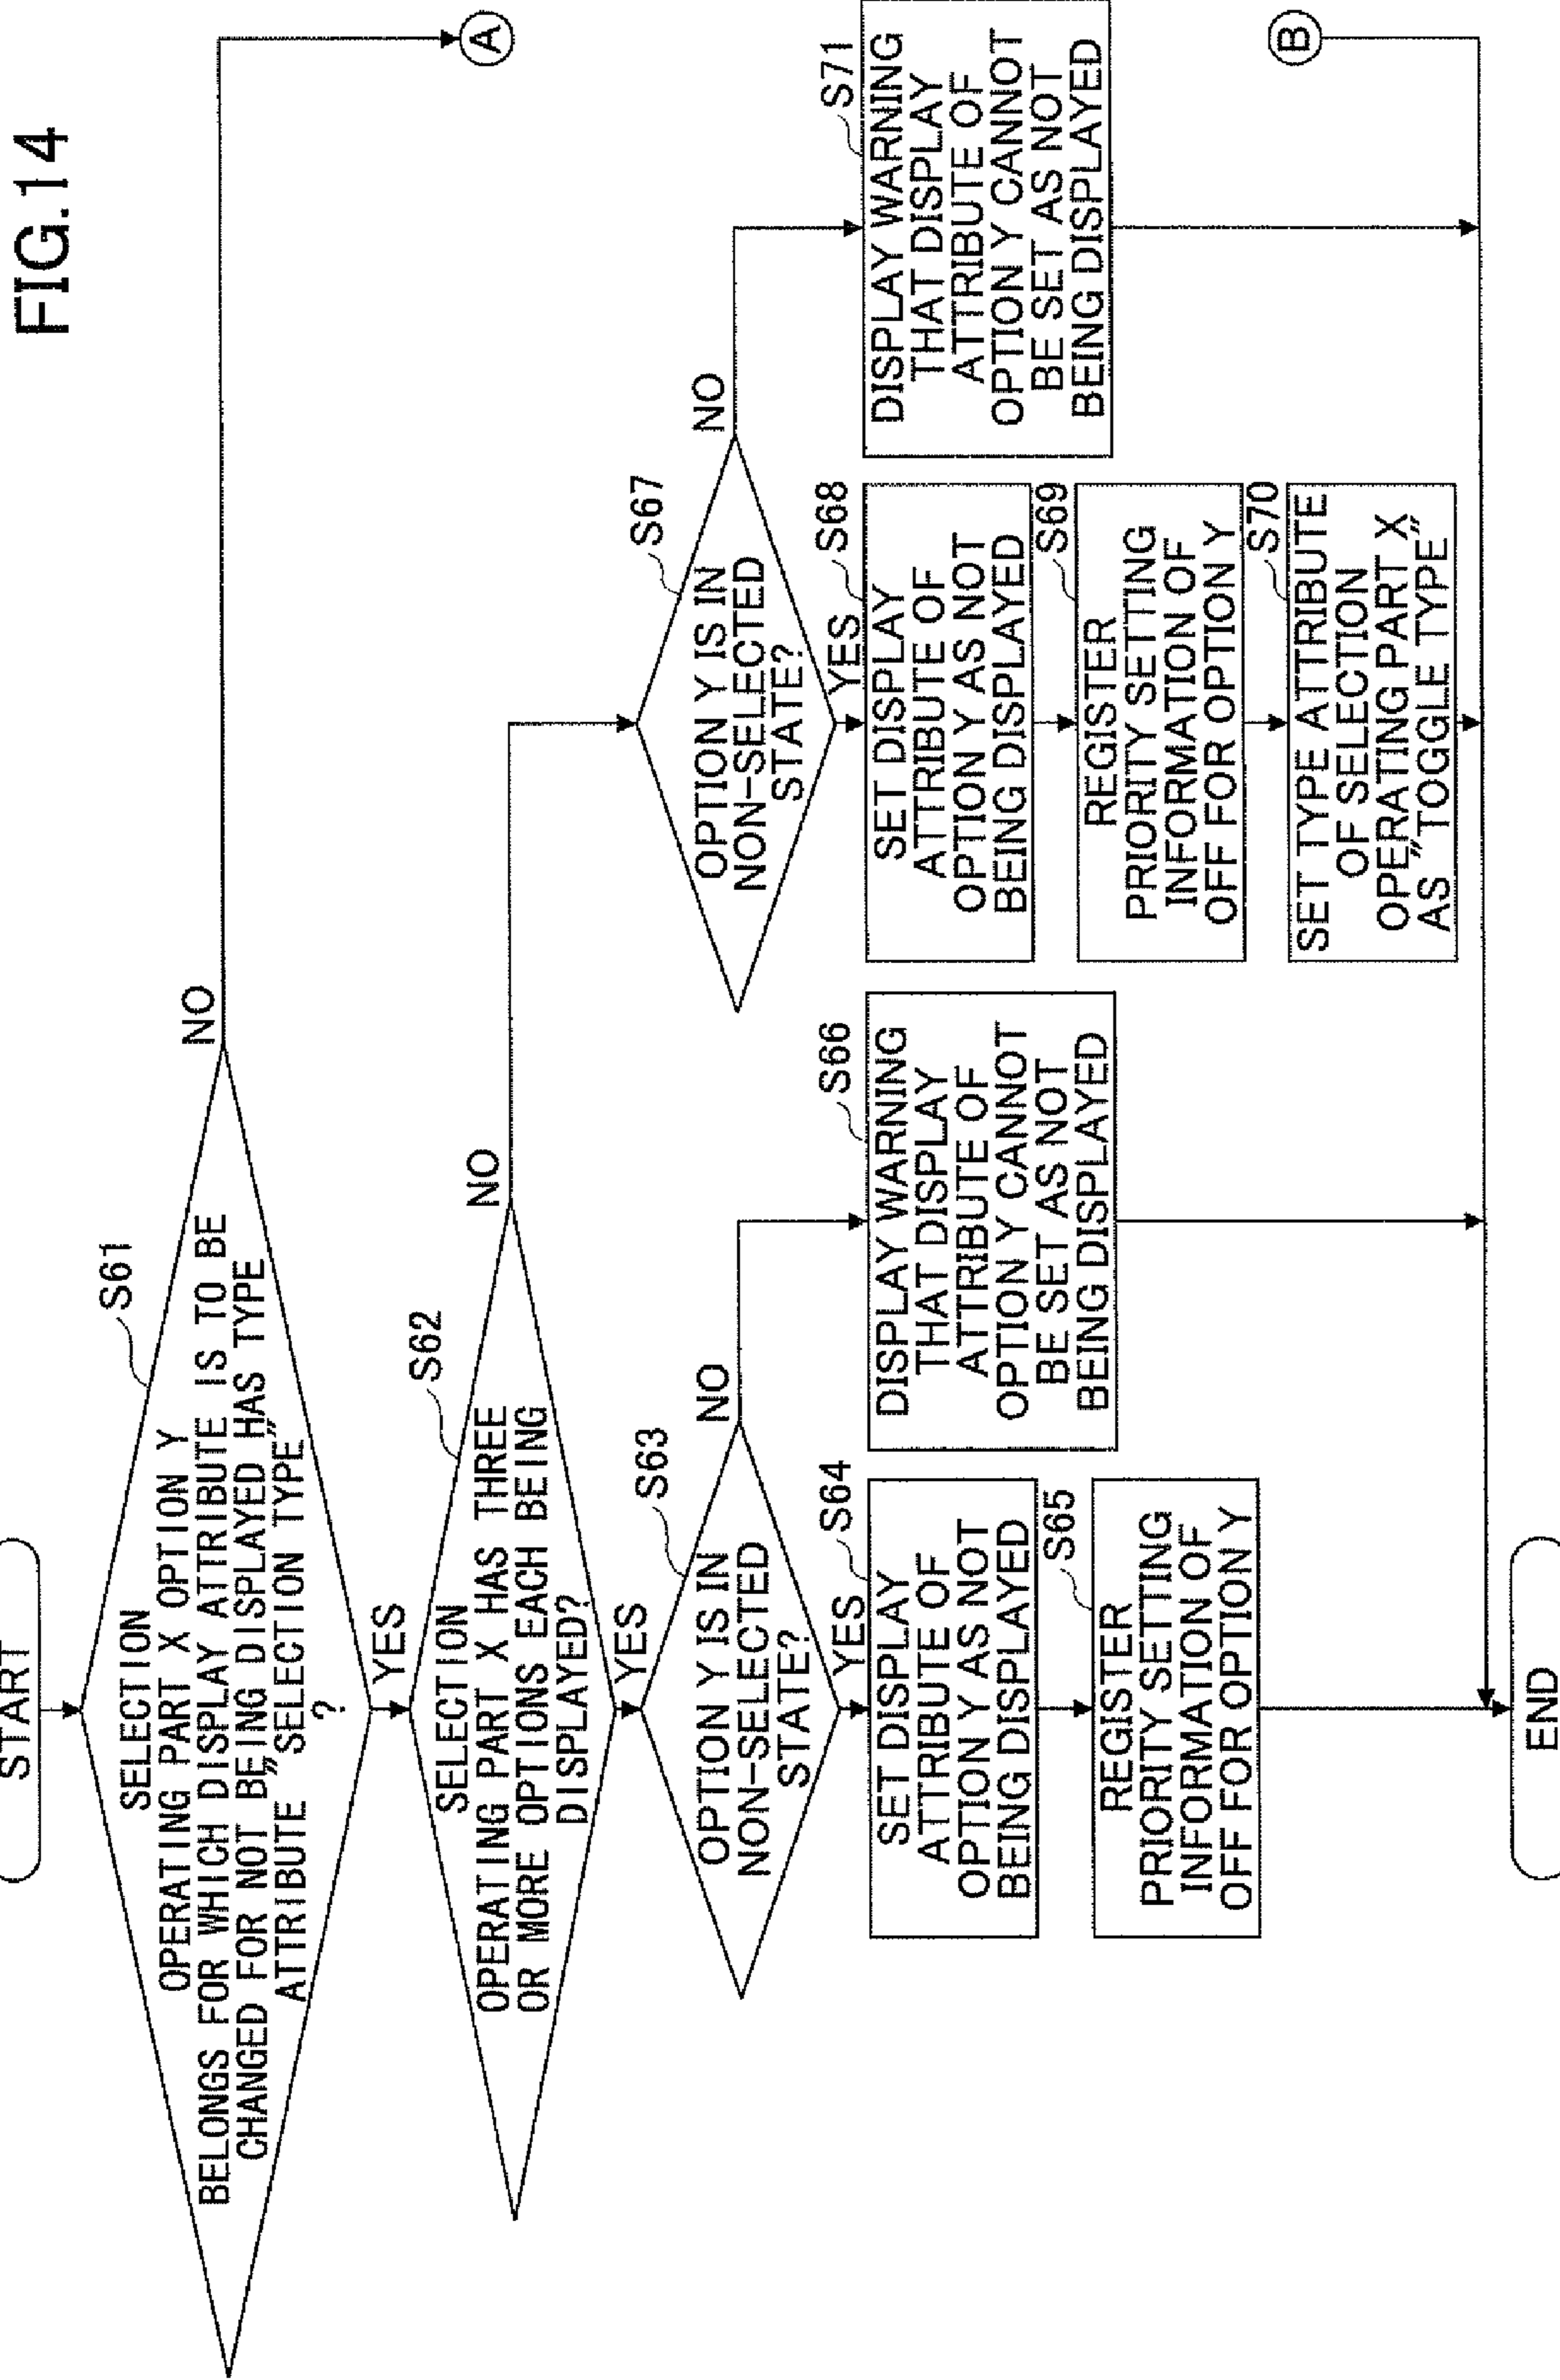 FIG.14
START
S61
SELECTION
OPERATING PART X OPTION Y
BELONGS FOR WHICH DISPLAY ATTRIBUTE IS TO BE
CHANGED FOR NOT BEING DISPLAYED HAS TYPE
ATTRIBUTE "SELECTION TYPE"
?
NO
A
YES
S62
SELECTION
OPERATING PART X HAS THREE
OR MORE OPTIONS EACH BEING
DISPLAYED?
NO
YES
S63
OPTION Y IS IN
NON-SELECTED
STATE?
NO
YES
S64
SET DISPLAY
ATTRIBUTE OF
OPTION Y AS NOT
BEING DISPLAYED
S65
REGISTER
PRIORITY SETTING
INFORMATION OF
OFF FOR OPTION Y
S66
DISPLAY WARNING
THAT DISPLAY
ATTRIBUTE OF
OPTION Y CANNOT
BE SET AS NOT
BEING DISPLAYED
S67
OPTION Y IS IN
NON-SELECTED
STATE?
NO
YES
S68
SET DISPLAY
ATTRIBUTE OF
OPTION Y AS NOT
BEING DISPLAYED
S69
REGISTER
PRIORITY SETTING
INFORMATION OF
OFF FOR OPTION Y
S70
SET TYPE ATTRIBUTE
OF SELECTION
OPERATING PART X
AS "TOGGLE TYPE"
S71
DISPLAY WARNING
THAT DISPLAY
ATTRIBUTE OF
OPTION Y CANNOT
BE SET AS NOT
BEING DISPLAYED
B
END